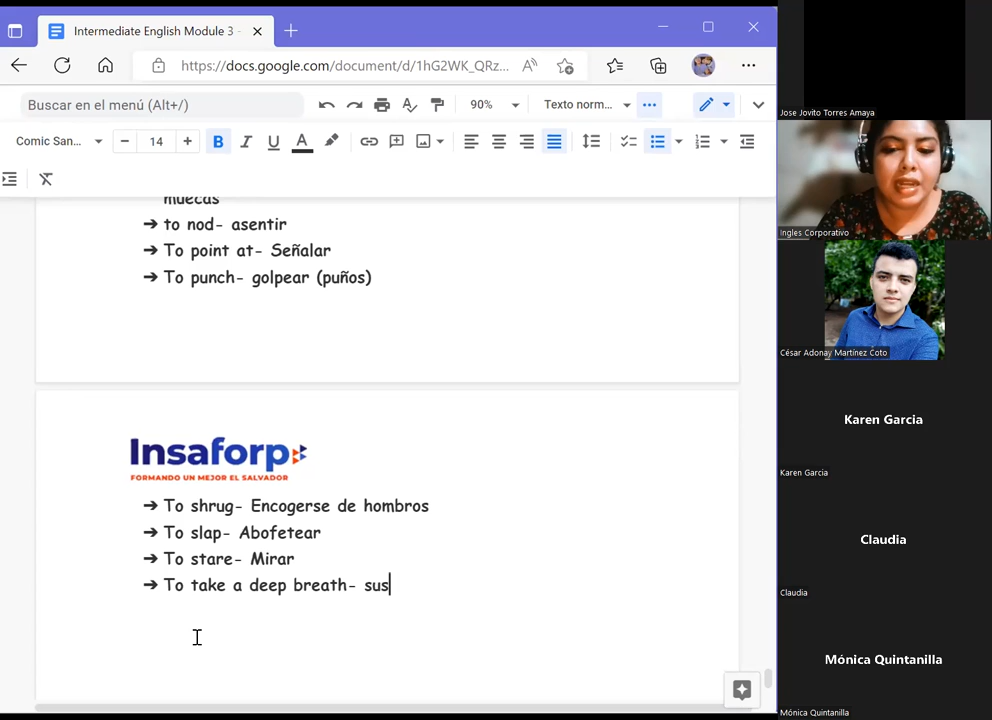 Intermediate English Module 3 -
https://docs.google.com/document/d/1hG2WK_QRz...
Buscar en el menú (Alt+/)
90%
Texto norm...
Comic San...
14
muecas
➔ to nod- asentir
➔ To point at- Señalar
➔ To punch- golpear (puños)
Insaforp
FORMANDO UN MEJOR EL SALVADOR
➔ To shrug- Encogerse de hombros
➔ To slap- Abofetear
➔ To stare- Mirar
➔ To take a deep breath- sus
Jose Jovito Torres Amaya
Ingles Corporativo
César Adonay Martínez Coto
Karen Garcia
Karen Garcia
Claudia
Claudia
Mónica Quintanilla
Mónica Quintanilla